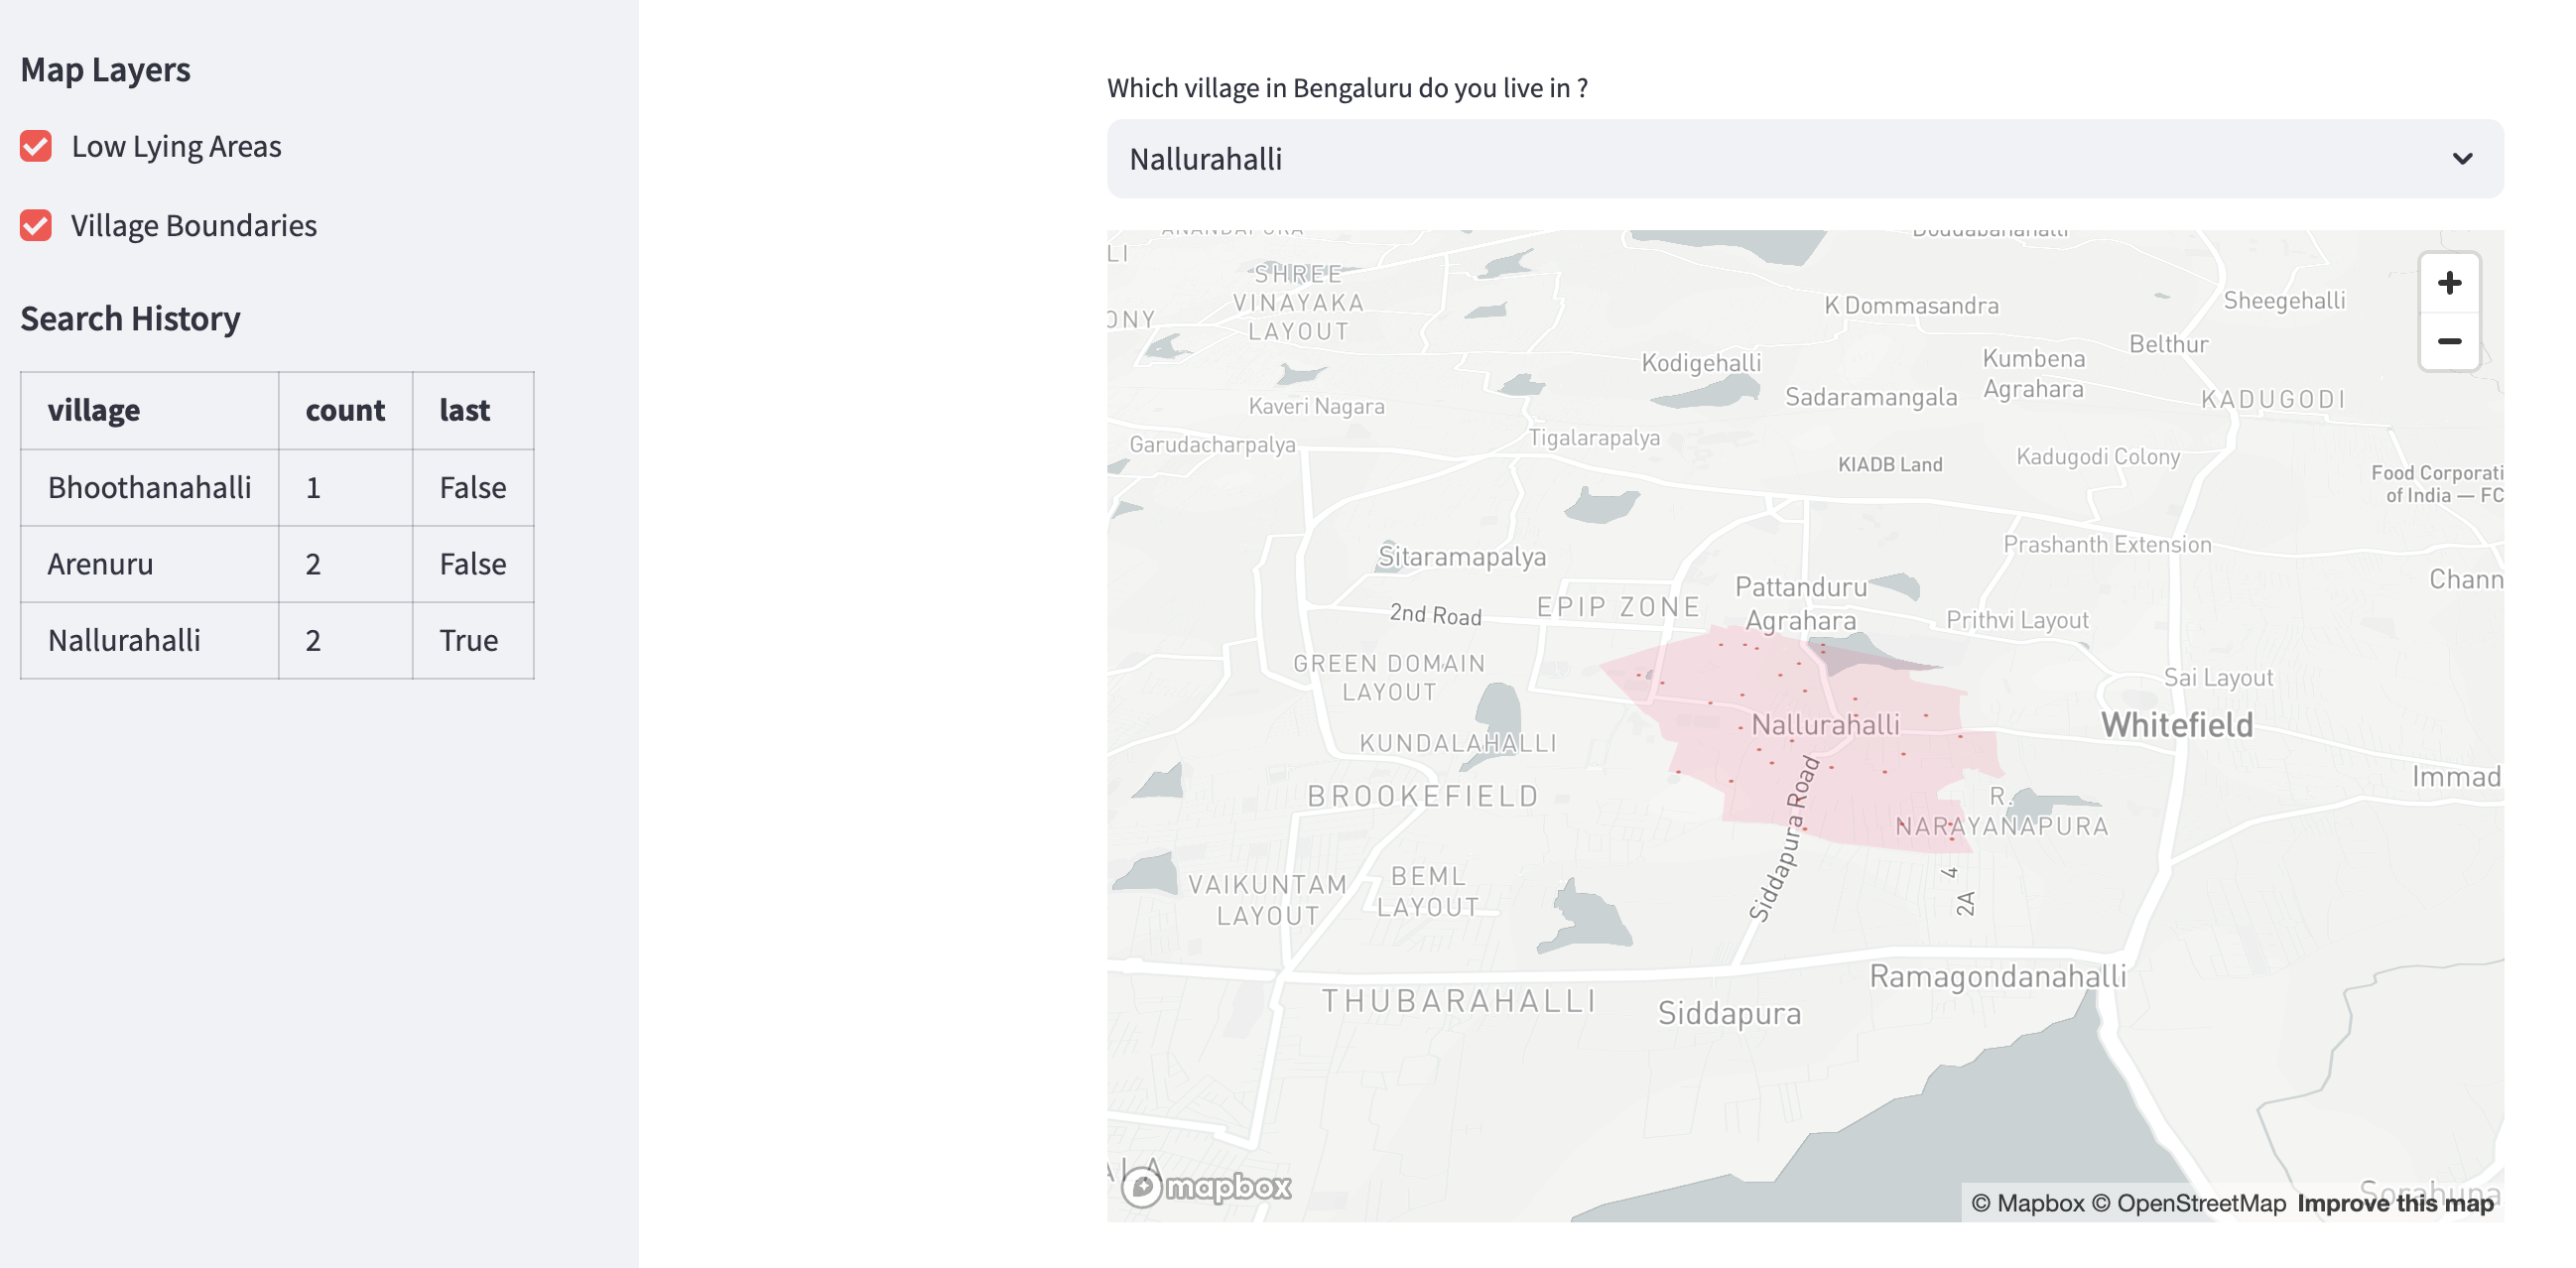 Map Layers
Low Lying Areas
Village Boundaries
Search History
village count last
Bhoothanahalli 1 False
Arenuru 2 False
Nallurahalli 2 True
Which village in Bengaluru do you live in ?
Nallurahalli
LI
SHREE
VINAYAKA
LAYOUT
ONY
K Dommasandra
Sheegehalli
Belthur
Kodigehalli
Kumbena
Agrahara
Sadaramangala
KADUGODI
Kaveri Nagara
Garudacharpalya
Tigalarapalya
KIADB Land
Kadugodi Colony
Food Corporati
of India — FC
Sitaramapalya
Prashanth Extension
Chann
Pattanduru
Agrahara
EPIP ZONE
2nd Road
Prithvi Layout
GREEN DOMAIN
LAYOUT
Sai Layout
Nallurahalli
Whitefield
KUNDALAHALLI
Immad
BROOKEFIELD
Siddapura Road
R.
NARAYANAPURA
VAIKUNTAM
LAYOUT
BEML
LAYOUT
4
2A
THUBARAHALLI
Siddapura
Ramagondanahalli
ALA
mapbox
Sorahuna
© Mapbox © OpenStreetMap Improve this map